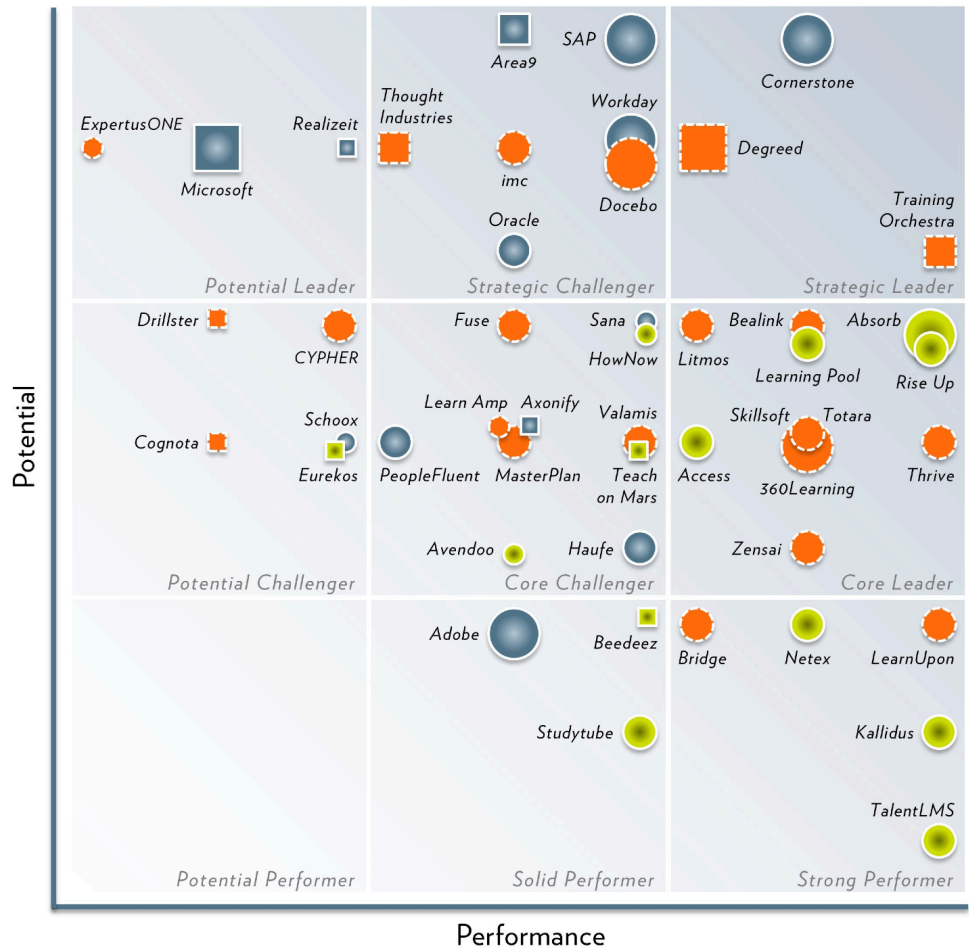 SAP
Area9
Cornerstone
Thought
Industries
Workday
ExpertusONE
Realizeit
Degreed
Microsoft
imc
Docebo
Training
Orchestra
Oracle
Potential Leader
Strategic Challenger
Strategic Leader
Drillster
Fuse
Sana
Bealink
Absorb
CYPHER
HowNow
Litmos
Learning Pool
Rise Up
Learn Amp
Axonify
Valamis
Skillsoft
Totara
Schoox
Cognota
Eurekos
PeopleFluent
MasterPlan
Teach
on Mars
Access
360Learning
Thrive
Avendoo
Haufe
Zensai
Potential Challenger
Core Challenger
Core Leader
Adobe
Beedeez
Bridge
Netex
LearnUpon
Studytube
Kallidus
TalentLMS
Potential Performer
Solid Performer
Strong Performer
Potential
Performance